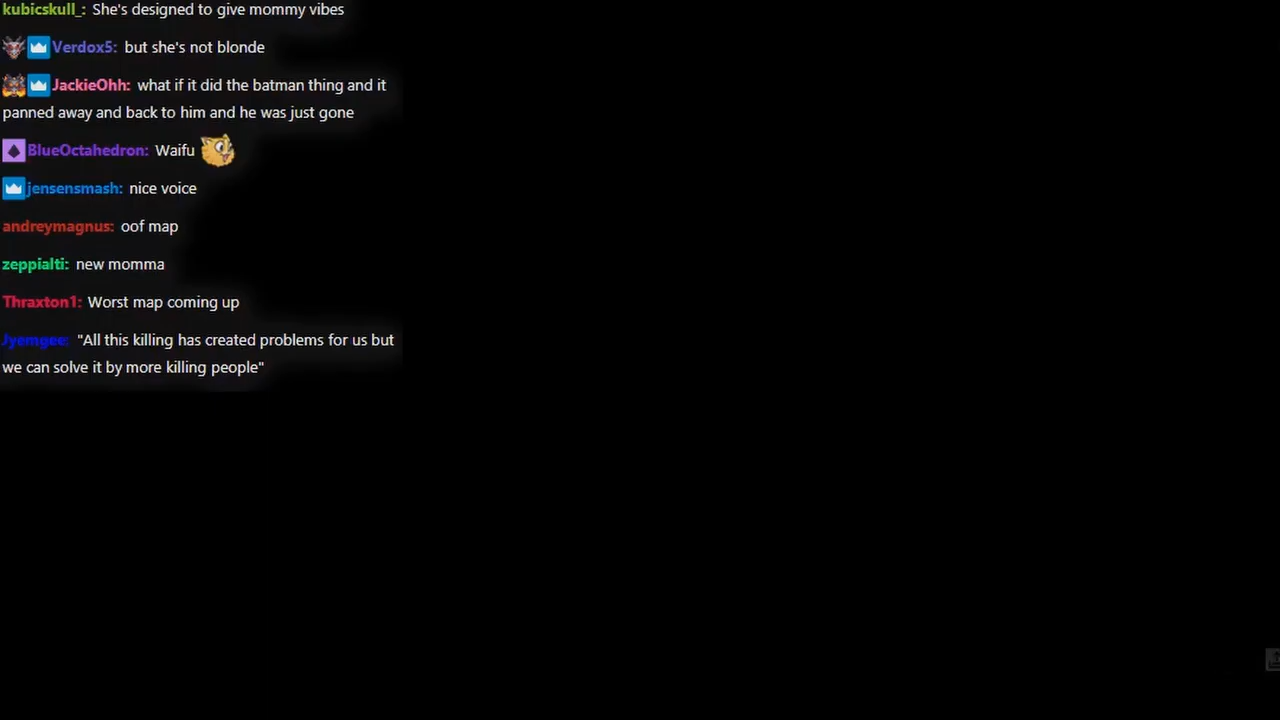 kubicskull_: She's designed to give mommy vibes
Verdox5: but she's not blonde
JackieOhh: what if it did the batman thing and it
panned away and back to him and he was just gone
BlueOctahedron: Waifu
jensensmash: nice voice
andreymagnus: oof map
zeppialti: new momma
Thraxton1: Worst map coming up
Jyemgee: "All this killing has created problems for us but
we can solve it by more killing people"